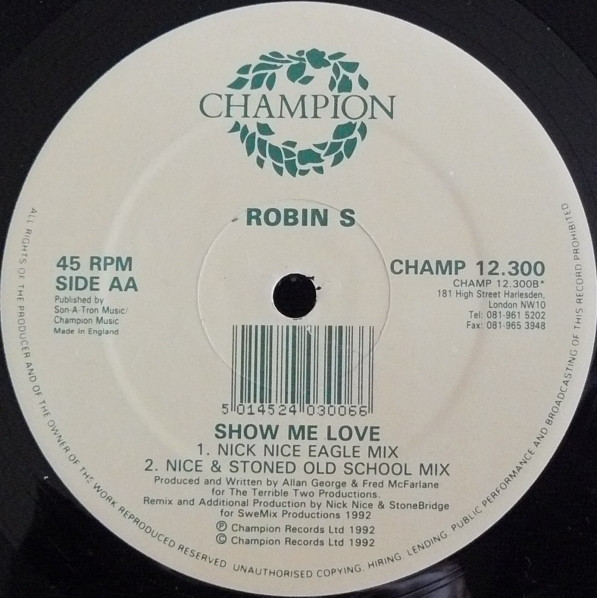 CHAMPION
ROBIN S
45 RPM
SIDE AA
Published by
Son-A-Tron Music/
Champion Music
Made in England
CHAMP 12.300
CHAMP 12.300B*
181 High Street Harlesden,
London NW10
Tel: 081-961 5202
Fax: 081-965 3948
5 014524 030066
SHOW ME LOVE
1. NICK NICE EAGLE MIX
2. NICE & STONED OLD SCHOOL MIX
Produced and Written by Allan George & Fred McFarlane
for The Terrible Two Productions.
Remix and Additional Production by Nick Nice & StoneBridge
for SweMix Productions 1992
℗ Champion Records Ltd 1992
© Champion Records Ltd 1992
ALL RIGHTS OF THE PRODUCER AND OF THE OWNER OF THE WORK REPRODUCED RESERVED. UNAUTHORISED COPYING, HIRING, LENDING, PUBLIC PERFORMANCE AND BROADCASTING OF THIS RECORD PROHIBITED